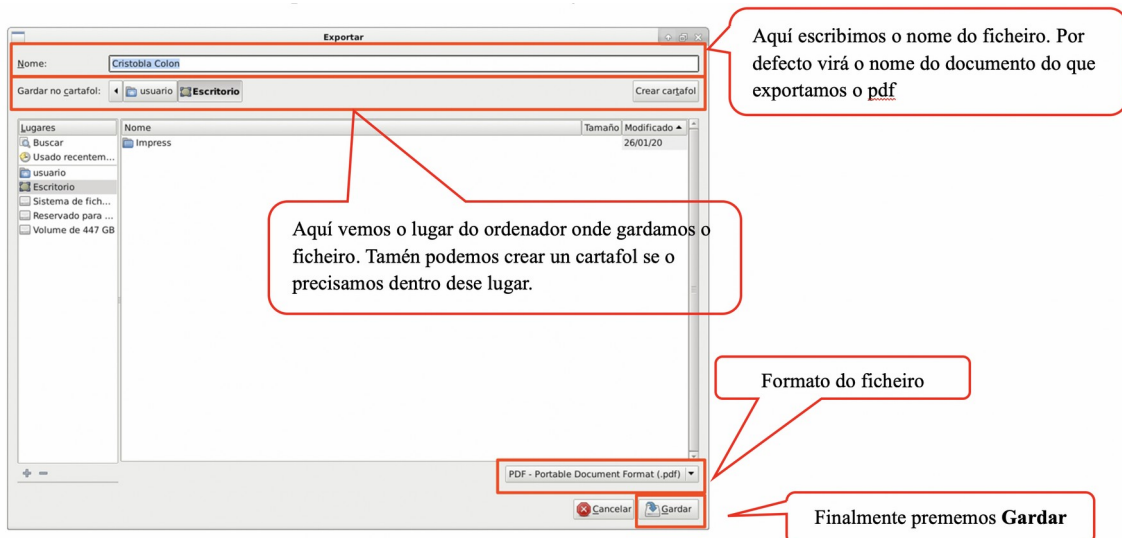 Exportar
Nome: Cristobla Colon
Gardar no cartafol: usuario Escritorio Crear cartafol
Lugares
Buscar
Usado recentem...
usuario
Escritorio
Sistema de fich...
Reservado para ...
Volume de 447 GB
Nome Tamaño Modificado
Impress 26/01/20
PDF - Portable Document Format (.pdf)
Cancelar Gardar
Aquí escribimos o nome do ficheiro. Por
defecto virá o nome do documento do que
exportamos o pdf
Aquí vemos o lugar do ordenador onde gardamos o
ficheiro. Tamén podemos crear un cartafol se o
precisamos dentro dese lugar.
Formato do ficheiro
Finalmente prememos Gardar